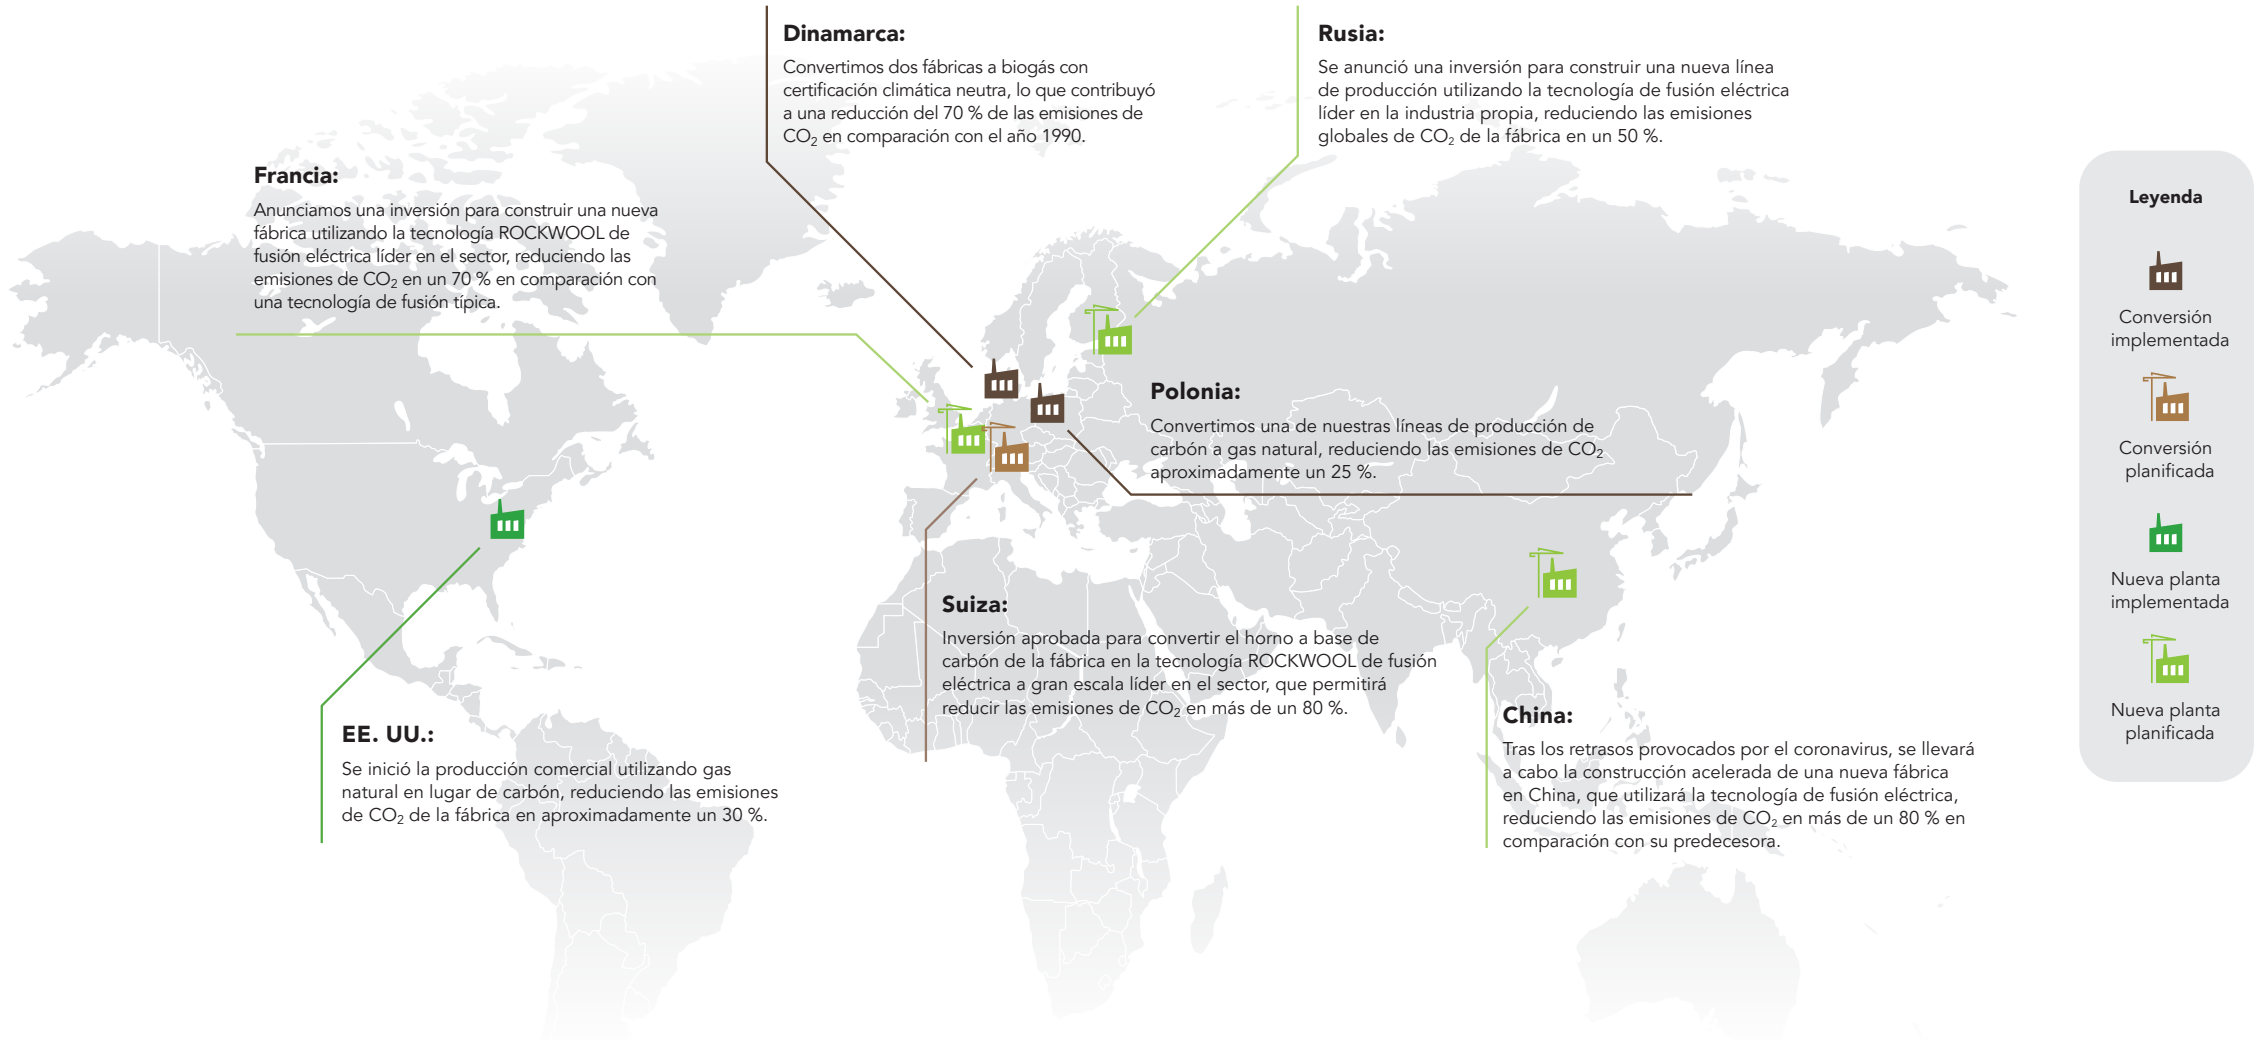 Dinamarca:
Convertimos dos fábricas a biogás con
certificación climática neutra, lo que contribuyó
a una reducción del 70 % de las emisiones de
CO₂ en comparación con el año 1990.
Rusia:
Se anunció una inversión para construir una nueva línea
de producción utilizando la tecnología de fusión eléctrica
líder en la industria propia, reduciendo las emisiones
globales de CO₂ de la fábrica en un 50 %.
Francia:
Anunciamos una inversión para construir una nueva
fábrica utilizando la tecnología ROCKWOOL de
fusión eléctrica líder en el sector, reduciendo las
emisiones de CO₂ en un 70 % en comparación con
una tecnología de fusión típica.
Polonia:
Convertimos una de nuestras líneas de producción de
carbón a gas natural, reduciendo las emisiones de CO₂
aproximadamente un 25 %.
Suiza:
Inversión aprobada para convertir el horno a base de
carbón de la fábrica en la tecnología ROCKWOOL de fusión
eléctrica a gran escala líder en el sector, que permitirá
reducir las emisiones de CO₂ en más de un 80 %.
EE. UU.:
Se inició la producción comercial utilizando gas
natural en lugar de carbón, reduciendo las emisiones
de CO₂ de la fábrica en aproximadamente un 30 %.
China:
Tras los retrasos provocados por el coronavirus, se llevará
a cabo la construcción acelerada de una nueva fábrica
en China, que utilizará la tecnología de fusión eléctrica,
reduciendo las emisiones de CO₂ en más de un 80 % en
comparación con su predecesora.
Leyenda
Conversión
implementada
Conversión
planificada
Nueva planta
implementada
Nueva planta
planificada